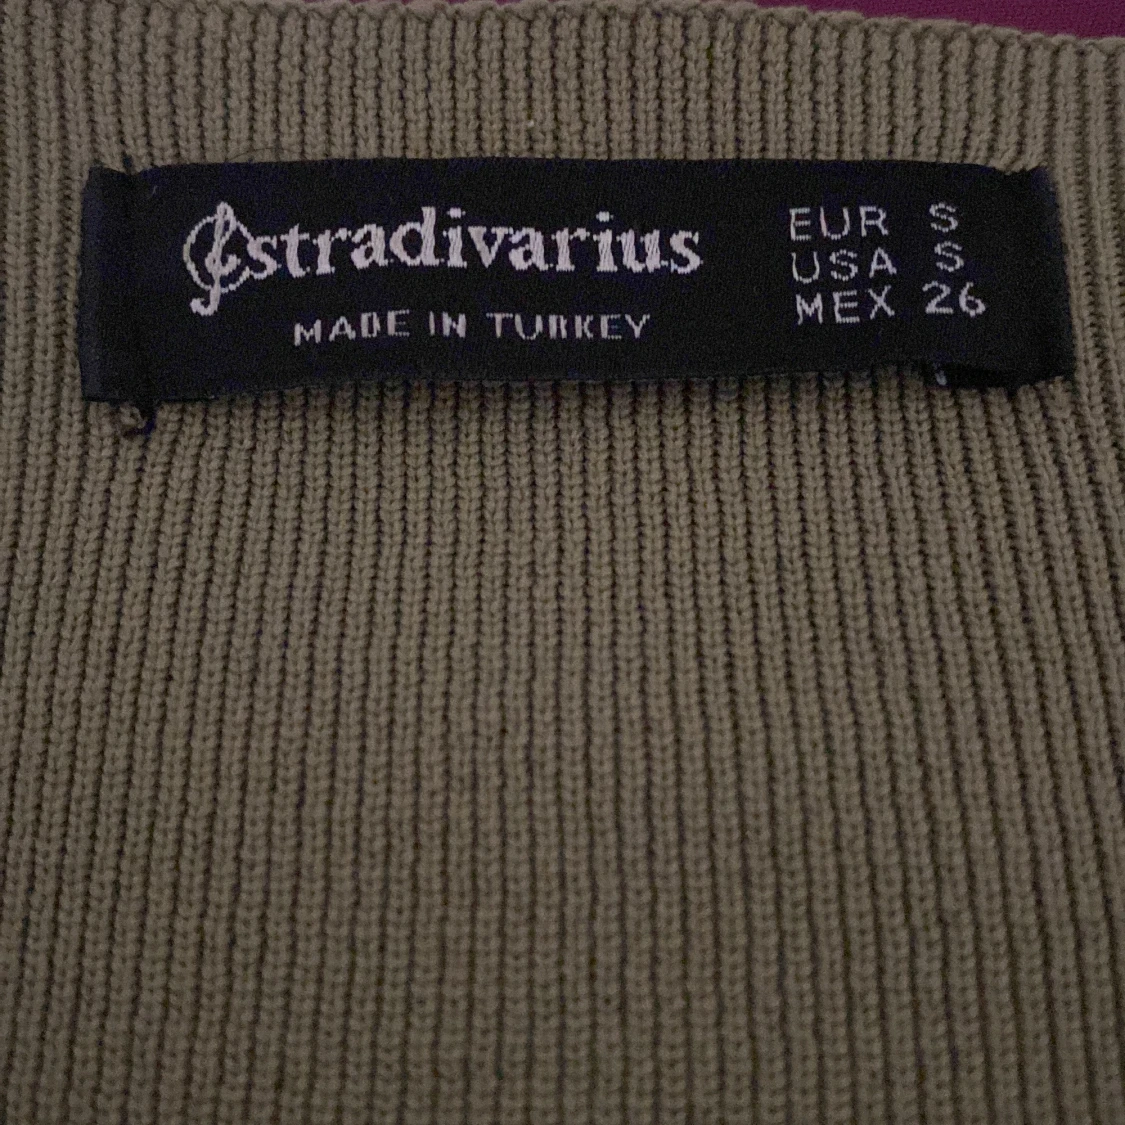 stradivarius
MADE IN TURKEY
EUR S
USA S
MEX 26